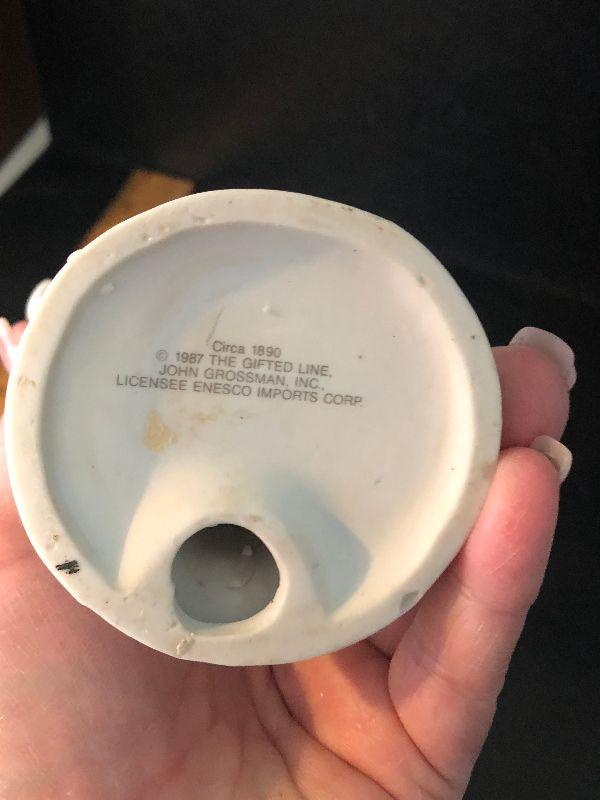 Circa 1890
© 1987 THE GIFTED LINE,
JOHN GROSSMAN, INC.,
LICENSEE ENESCO IMPORTS CORP.